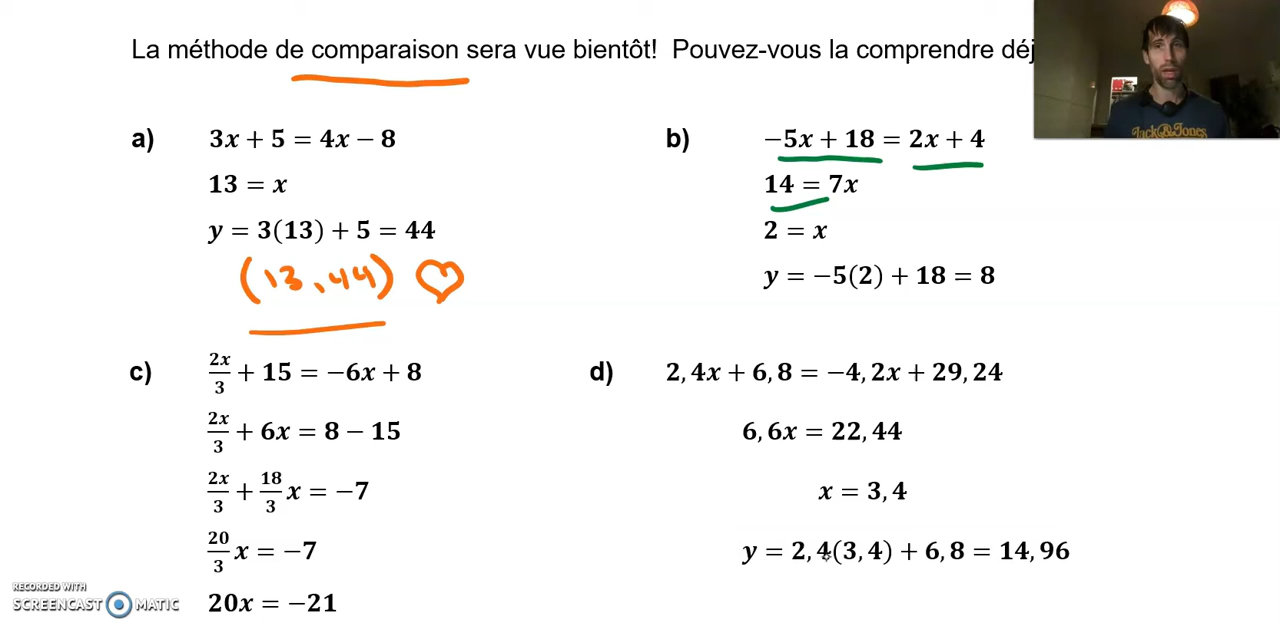 La méthode de comparaison sera vue bientôt! Pouvez-vous la comprendre déj
a) 3x + 5 = 4x − 8
13 = x
y = 3(13) + 5 = 44
(13,44)
b) −5x + 18 = 2x + 4
14 = 7x
2 = x
y = −5(2) + 18 = 8
c) 2x/3 + 15 = −6x + 8
2x/3 + 6x = 8 − 15
2x/3 + 18/3 x = −7
20/3 x = −7
20x = −21
d) 2,4x + 6,8 = −4,2x + 29,24
6,6x = 22,44
x = 3,4
y = 2,4(3,4) + 6,8 = 14,96
Jack & Jones
RECORDED WITH
SCREENCAST MATIC